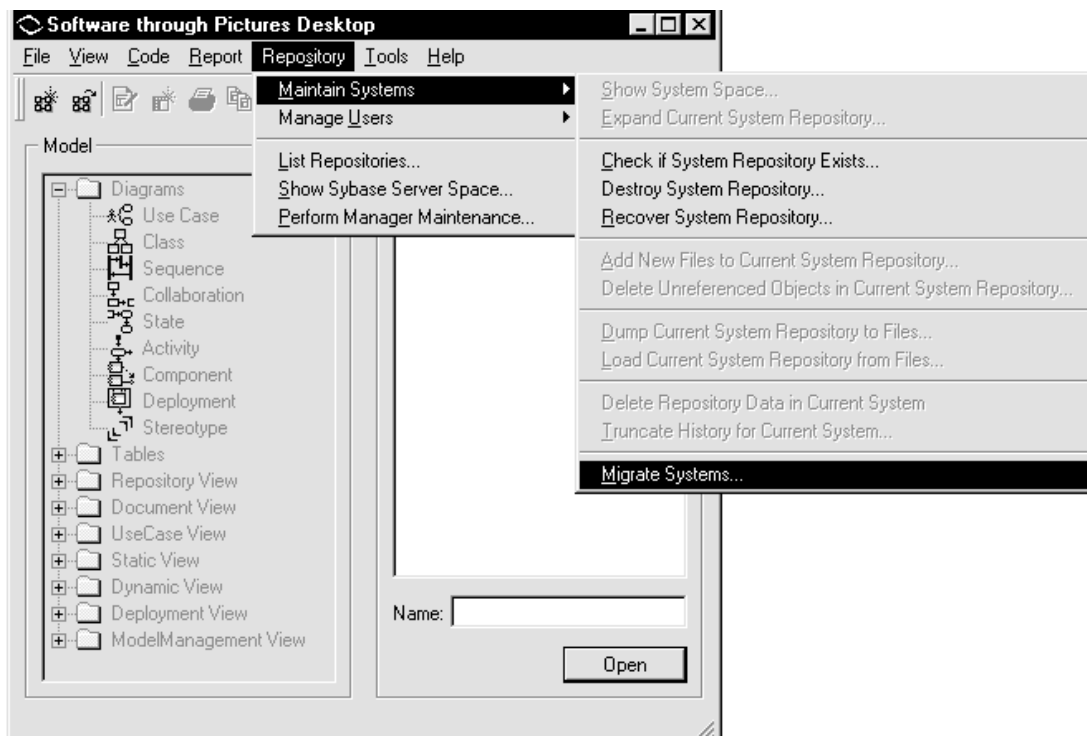 Software through Pictures Desktop
File View Code Report Repository Tools Help
Maintain Systems
Manage Users
List Repositories...
Show Sybase Server Space...
Perform Manager Maintenance...
Show System Space...
Expand Current System Repository...
Check if System Repository Exists...
Destroy System Repository...
Recover System Repository...
Add New Files to Current System Repository...
Delete Unreferenced Objects in Current System Repository...
Dump Current System Repository to Files...
Load Current System Repository from Files...
Delete Repository Data in Current System
Truncate History for Current System...
Migrate Systems...
Model
Diagrams
Use Case
Class
Sequence
Collaboration
State
Activity
Component
Deployment
Stereotype
Tables
Repository View
Document View
UseCase View
Static View
Dynamic View
Deployment View
ModelManagement View
Name:
Open